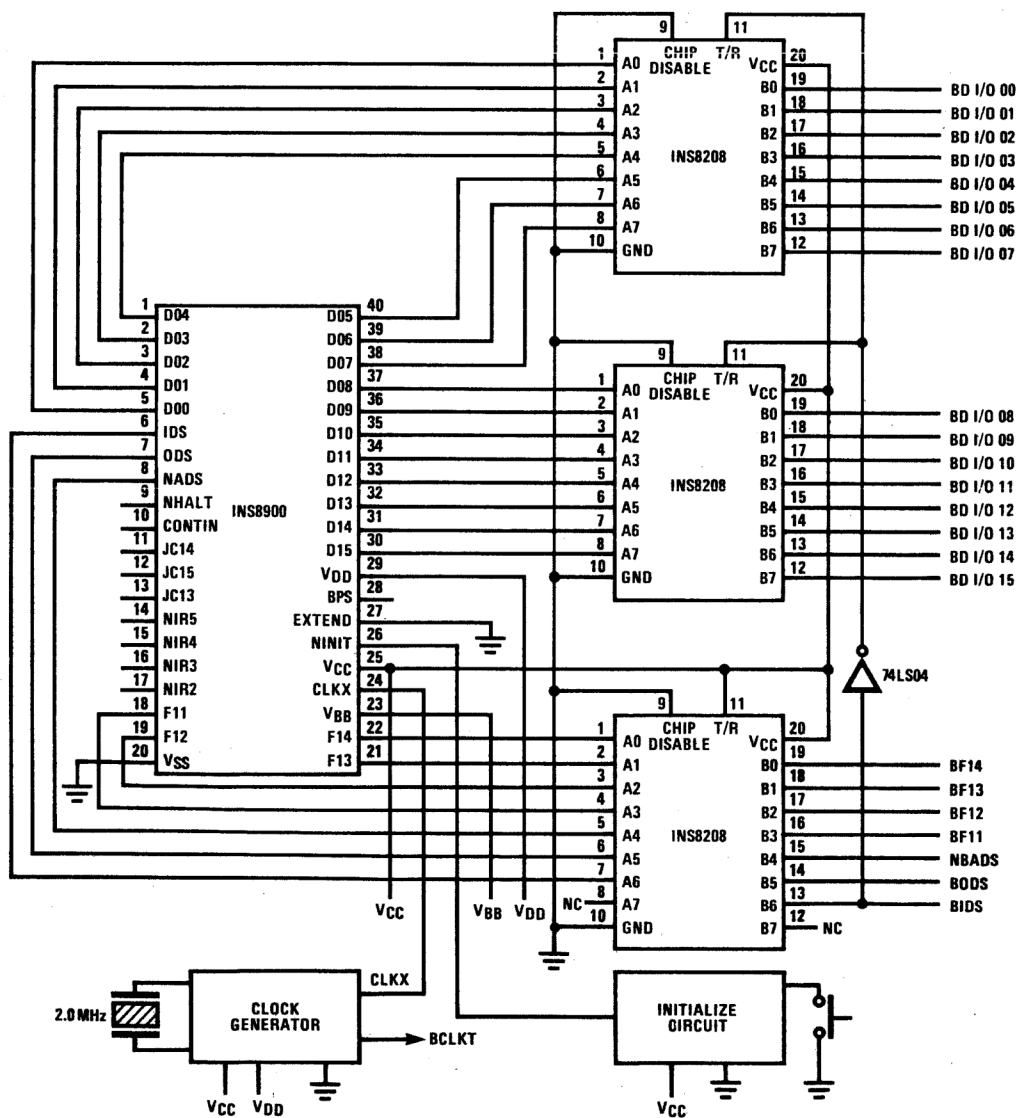 9 11
1 A0 CHIP DISABLE T/R VCC 20
2 A1 B0 19 BD I/O 00
3 A2 B1 18 BD I/O 01
4 A3 B2 17 BD I/O 02
5 A4 INS8208 B3 16 BD I/O 03
6 A5 B4 15 BD I/O 04
7 A6 B5 14 BD I/O 05
8 A7 B6 13 BD I/O 06
10 GND B7 12 BD I/O 07
1 D04 D05 40
2 D03 D06 39
3 D02 D07 38
4 D01 D08 37
5 D00 D09 36
6 IDS D10 35
7 ODS D11 34
8 NADS D12 33
9 NHALT INS8900 D13 32
10 CONTIN D14 31
11 JC14 D15 30
12 JC15 VDD 29
13 JC13 BPS 28
14 NIR5 EXTEND 27
15 NIR4 NINIT 26
16 NIR3 VCC 25
17 NIR2 CLKX 24
18 F11 VBB 23
19 F12 F14 22
20 VSS F13 21
9 11
1 A0 CHIP DISABLE T/R VCC 20
2 A1 B0 19 BD I/O 08
3 A2 B1 18 BD I/O 09
4 A3 B2 17 BD I/O 10
5 A4 INS8208 B3 16 BD I/O 11
6 A5 B4 15 BD I/O 12
7 A6 B5 14 BD I/O 13
8 A7 B6 13 BD I/O 14
10 GND B7 12 BD I/O 15
74LS04
9 11
1 A0 CHIP DISABLE T/R VCC 20
2 A1 B0 19 BF14
3 A2 B1 18 BF13
4 A3 B2 17 BF12
5 A4 INS8208 B3 16 BF11
6 A5 B4 15 NBADS
7 A6 B5 14 BODS
NC 8 A7 B6 13 BIDS
10 GND B7 12 NC
VCC VBB VDD
2.0 MHz
CLOCK GENERATOR
CLKX
BCLKT
VCC VDD
INITIALIZE CIRCUIT
VCC